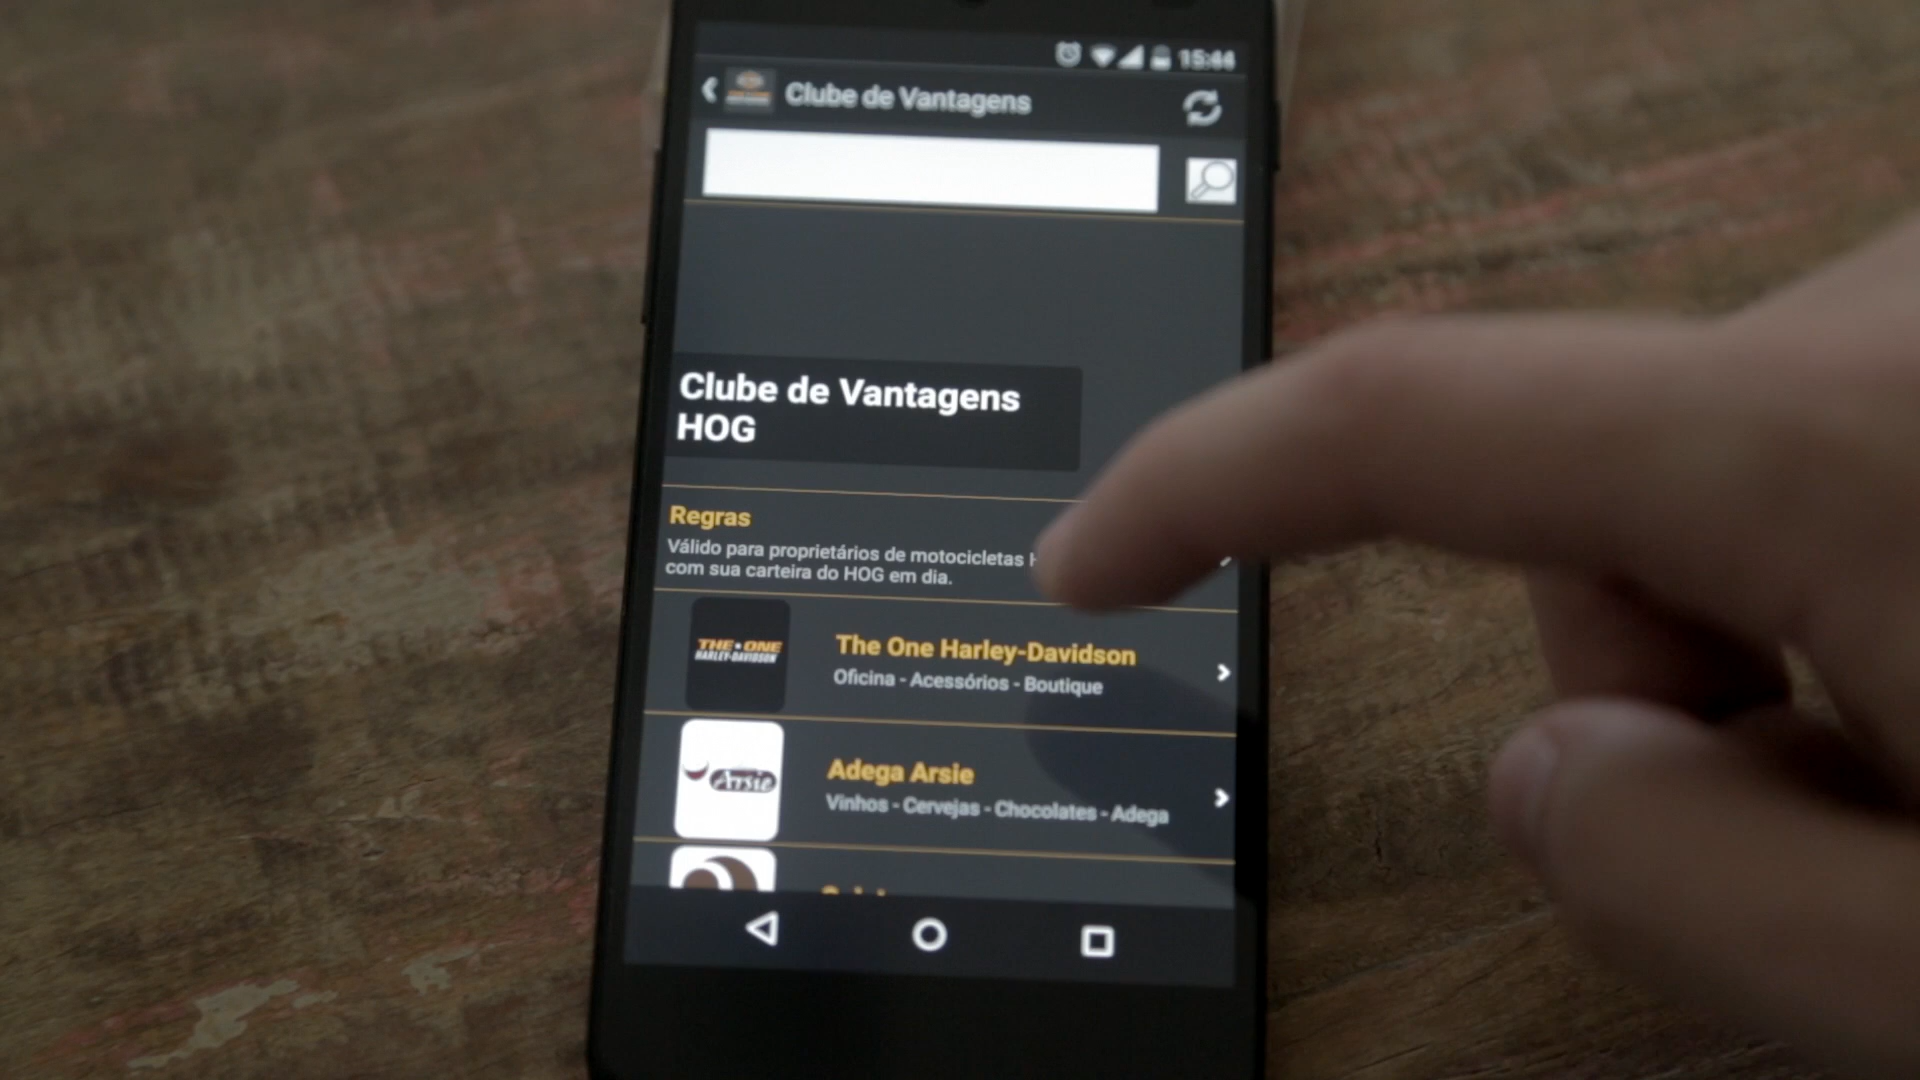 15:44
Clube de Vantagens
Clube de Vantagens
HOG
Regras
Válido para proprietários de motocicletas
com sua carteira do HOG em dia.
THE ONE
HARLEY-DAVIDSON
The One Harley-Davidson
Oficina - Acessórios - Boutique
Arsie
Adega Arsie
Vinhos - Cervejas - Chocolates - Adega